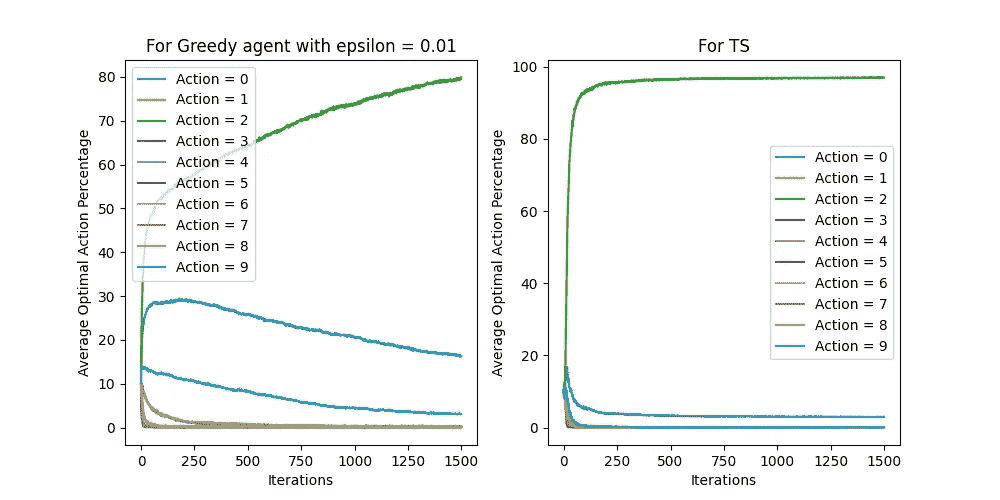 For Greedy agent with epsilon = 0.01
Average Optimal Action Percentage
80
70
60
50
40
30
20
10
0
Action = 0
Action = 1
Action = 2
Action = 3
Action = 4
Action = 5
Action = 6
Action = 7
Action = 8
Action = 9
0 250 500 750 1000 1250 1500
Iterations
For TS
Average Optimal Action Percentage
100
80
60
40
20
0
Action = 0
Action = 1
Action = 2
Action = 3
Action = 4
Action = 5
Action = 6
Action = 7
Action = 8
Action = 9
0 250 500 750 1000 1250 1500
Iterations